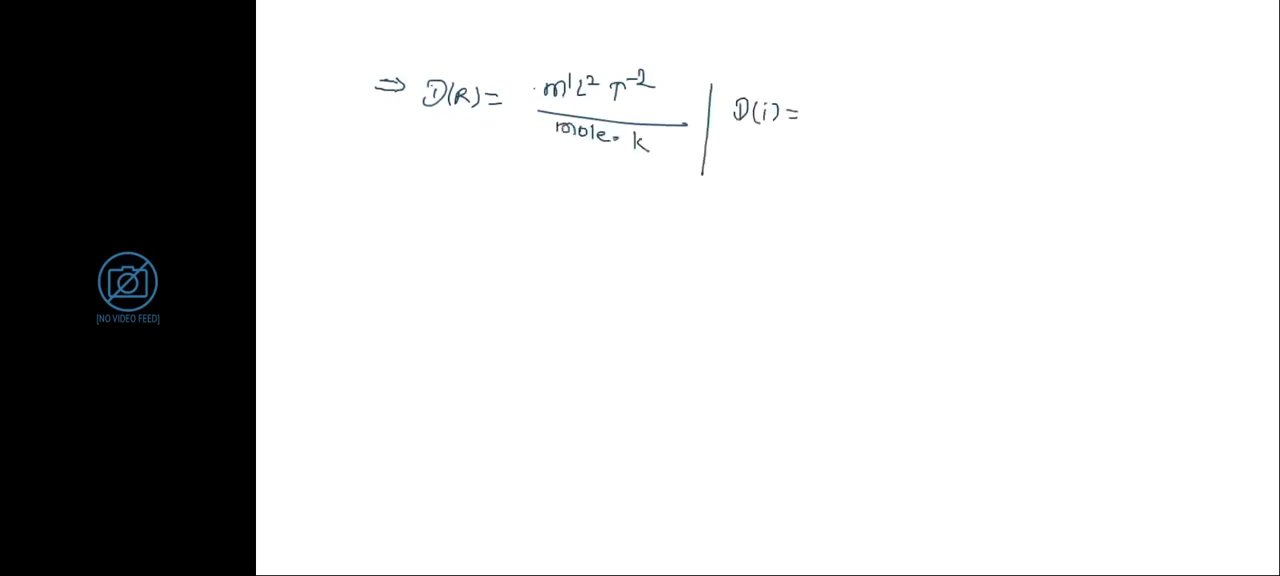 ⇒ D(R) = m¹L² T⁻² / mole. k | D(i) =
[NO VIDEO FEED]